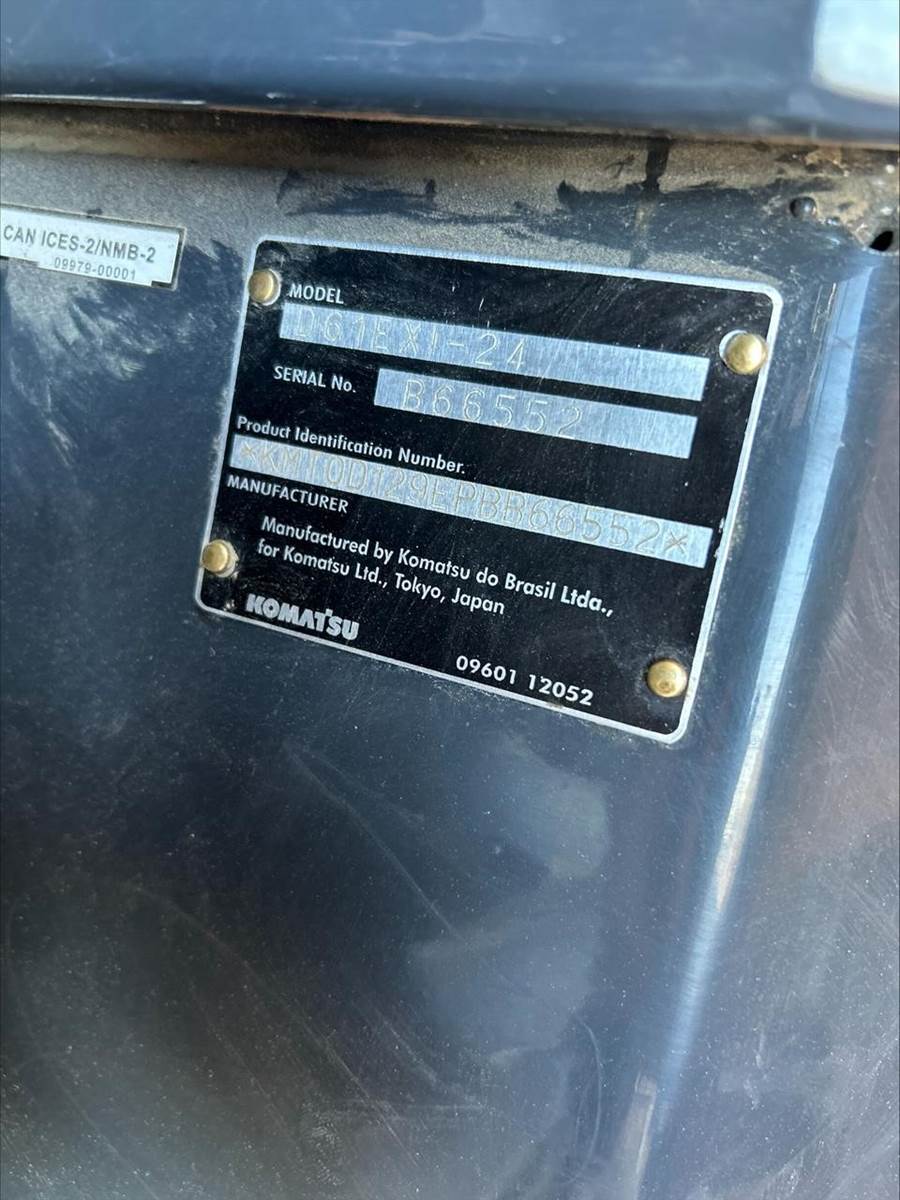 CAN ICES-2/NMB-2
09979-00001
MODEL
D61EXI-24
SERIAL No.
B66552
Product Identification Number.
*KMT0D129EPBB66552*
MANUFACTURER
Manufactured by Komatsu do Brasil Ltda.,
for Komatsu Ltd., Tokyo, Japan
KOMATSU
09601 12052